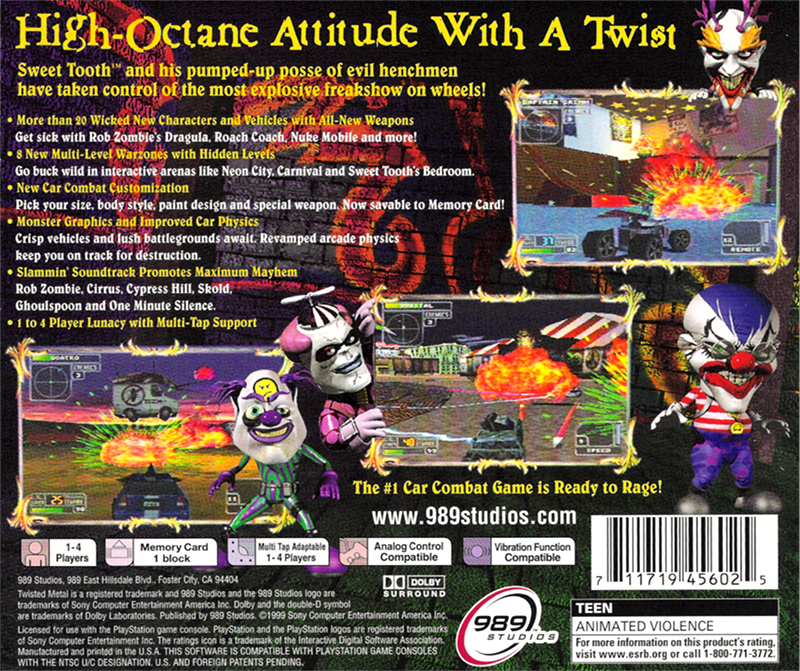 High-Octane Attitude With A Twist
Sweet Tooth™ and his pumped-up posse of evil henchmen
have taken control of the most explosive freakshow on wheels!
• More than 20 Wicked New Characters and Vehicles with All-New Weapons
Get sick with Rob Zombie's Dragula, Roach Coach, Nuke Mobile and more!
• 8 New Multi-Level Warzones with Hidden Levels
Go buck wild in interactive arenas like Neon City, Carnival and Sweet Tooth's Bedroom.
• New Car Combat Customization
Pick your size, body style, paint design and special weapon. Now savable to Memory Card!
• Monster Graphics and Improved Car Physics
Crisp vehicles and lush battlegrounds await. Revamped arcade physics
keep you on track for destruction.
• Slammin' Soundtrack Promotes Maximum Mayhem
Rob Zombie, Cirrus, Cypress Hill, Skold,
Ghoulspoon and One Minute Silence.
• 1 to 4 Player Lunacy with Multi-Tap Support
CAPTAIN GRIMM
ENEMIES
REMOTE
ENEMIES
SPEED
ENEMIES
25
The #1 Car Combat Game is Ready to Rage!
www.989studios.com
1-4
Players
Memory Card
1 block
Multi Tap Adaptable
1-4 Players
Analog Control
Compatible
Vibration Function
Compatible
989 Studios, 989 East Hillsdale Blvd., Foster City, CA 94404
Twisted Metal is a registered trademark and 989 Studios and the 989 Studios logo are
trademarks of Sony Computer Entertainment America Inc. Dolby and the double-D symbol
are trademarks of Dolby Laboratories. Published by 989 Studios. ©1999 Sony Computer Entertainment America Inc.
Licensed for use with the PlayStation game console. PlayStation and the PlayStation logos are registered trademarks
of Sony Computer Entertainment Inc. The ratings icon is a trademark of the Interactive Digital Software Association.
Manufactured and printed in the U.S.A. THIS SOFTWARE IS COMPATIBLE WITH PLAYSTATION GAME CONSOLES
WITH THE NTSC U/C DESIGNATION. U.S. AND FOREIGN PATENTS PENDING.
DOLBY
SURROUND
989
STUDIOS
7 11719 45602 5
TEEN
ANIMATED VIOLENCE
For more information on this product's rating,
visit www.esrb.org or call 1-800-771-3772.